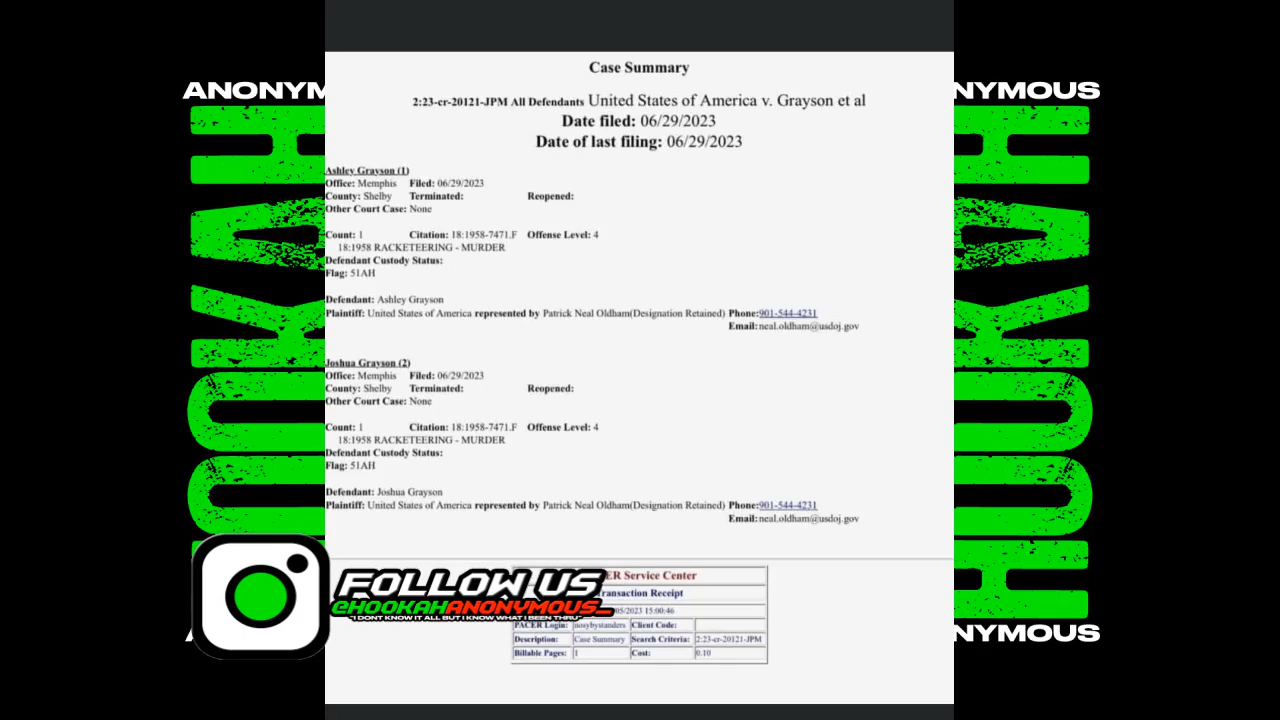 Case Summary
2:23-cr-20121-JPM All Defendants United States of America v. Grayson et al
Date filed: 06/29/2023
Date of last filing: 06/29/2023
Ashley Grayson (1)
Office: Memphis Filed: 06/29/2023
County: Shelby Terminated: Reopened:
Other Court Case: None
Count: 1 Citation: 18:1958-7471.F Offense Level: 4
18:1958 RACKETEERING - MURDER
Defendant Custody Status:
Flag: 51AH
Defendant: Ashley Grayson
Plaintiff: United States of America represented by Patrick Neal Oldham(Designation Retained) Phone:901-544-4231
Email:neal.oldham@usdoj.gov
Joshua Grayson (2)
Office: Memphis Filed: 06/29/2023
County: Shelby Terminated: Reopened:
Other Court Case: None
Count: 1 Citation: 18:1958-7471.F Offense Level: 4
18:1958 RACKETEERING - MURDER
Defendant Custody Status:
Flag: 51AH
Defendant: Joshua Grayson
Plaintiff: United States of America represented by Patrick Neal Oldham(Designation Retained) Phone:901-544-4231
Email:neal.oldham@usdoj.gov
ER Service Center
ransaction Receipt
05/2023 15:00:46
PACER Login: nosybystanders Client Code:
Description: Case Summary Search Criteria: 2:23-cr-20121-JPM
Billable Pages: 1 Cost: 0.10
FOLLOW US
@HOOKAHANONYMOUS_
"I DONT KNOW IT ALL BUT I KNOW WHAT I BEEN THRU"
ANONYM
HOOKAH
NYMOUS
HOOKAH
NYMOUS